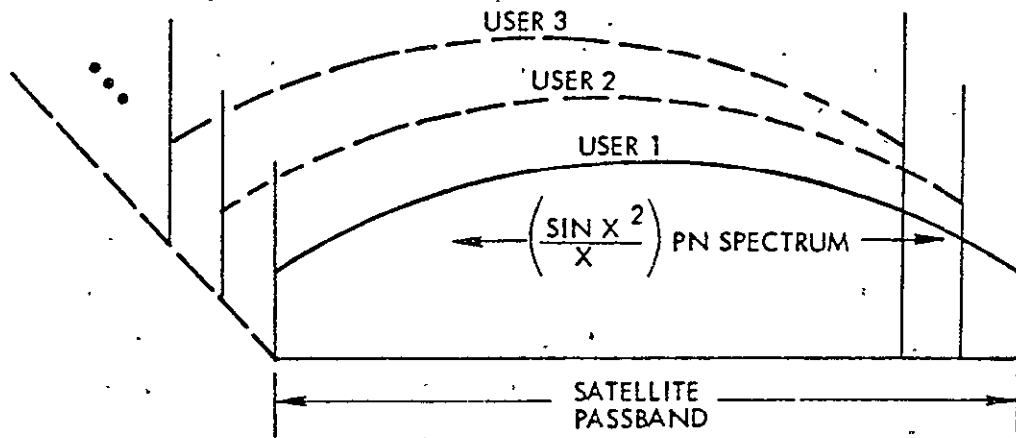 USER 3
USER 2
USER 1
(SIN X 2 / X) PN SPECTRUM
SATELLITE
PASSBAND